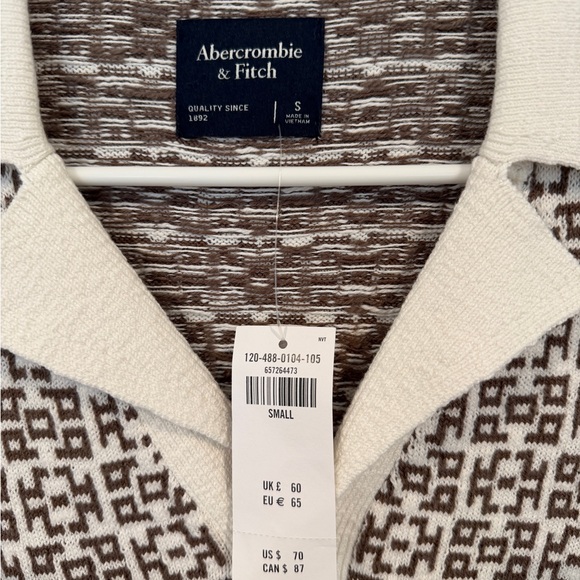 Abercrombie
& Fitch
QUALITY SINCE
1892
S
MADE IN
VIETNAM
NVT
120-488-0104-105
657264473
SMALL
UK £ 60
EU € 65
US $ 70
CAN $ 87